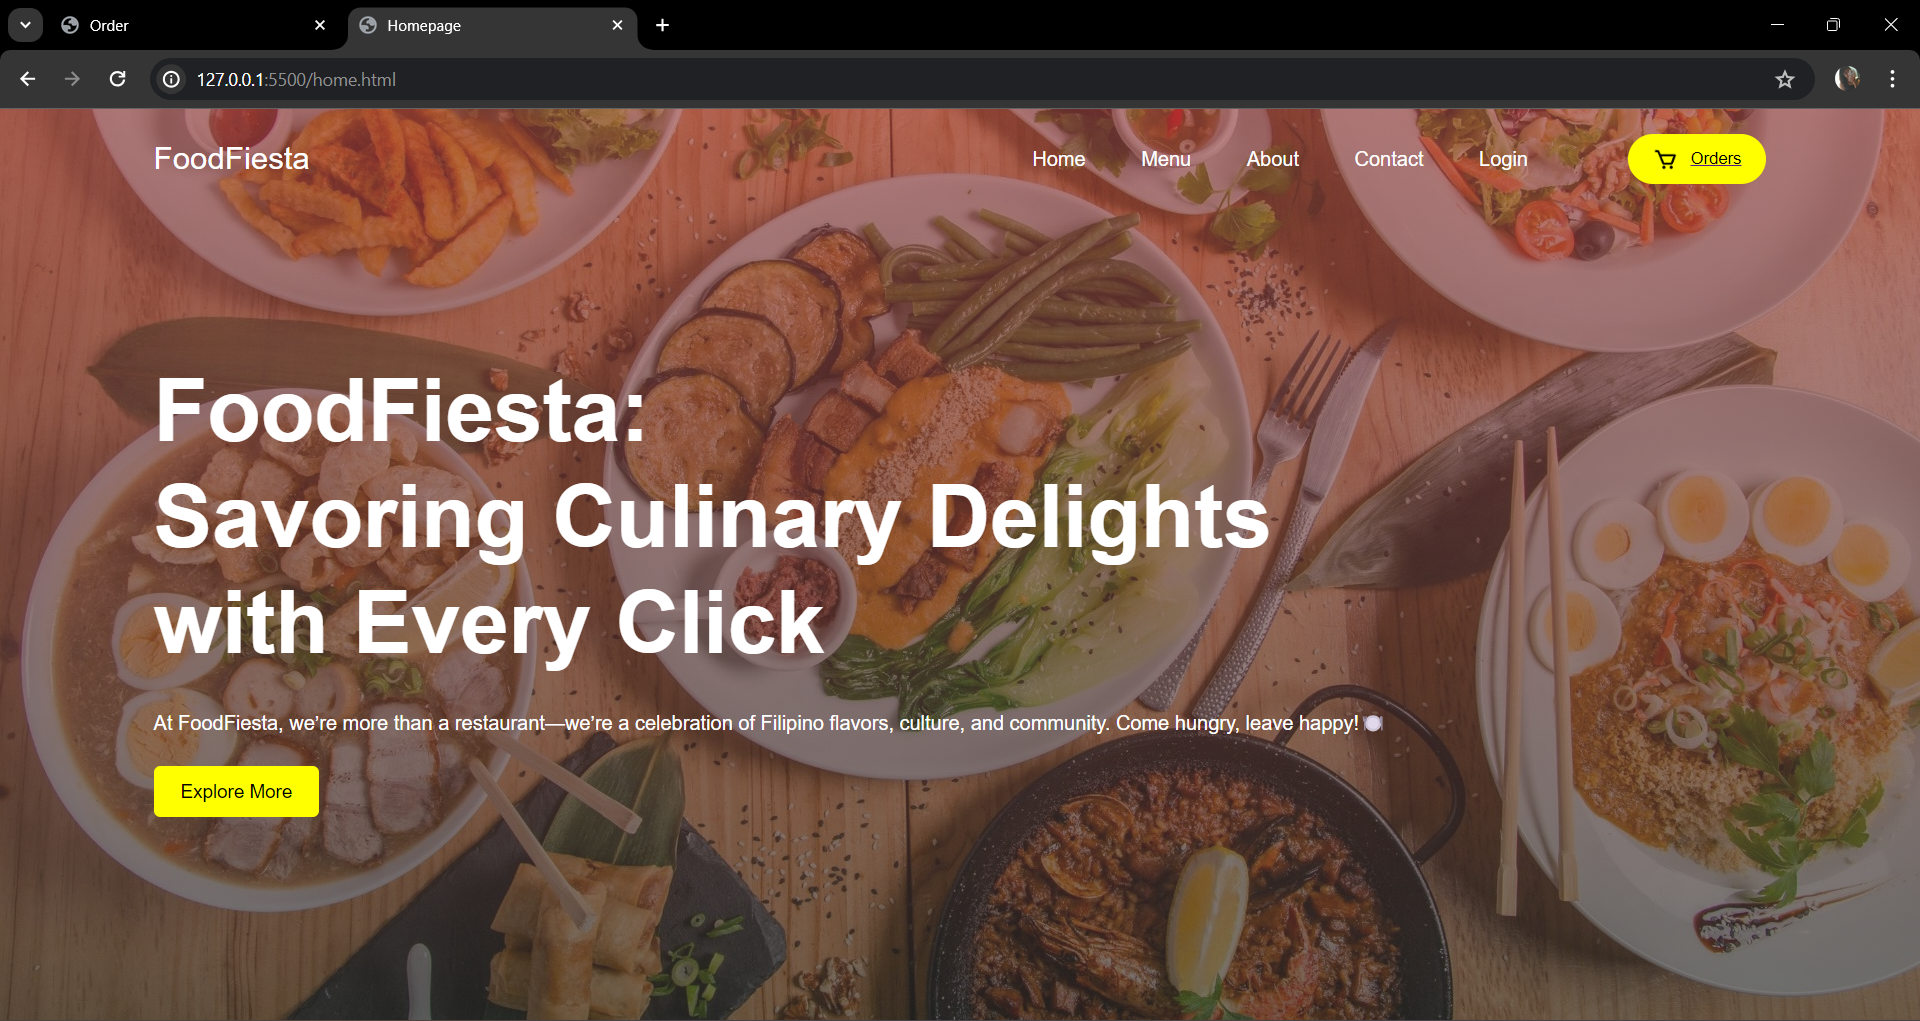 Order
Homepage
127.0.0.1:5500/home.html
FoodFiesta
Home
Menu
About
Contact
Login
Orders
FoodFiesta:
Savoring Culinary Delights
with Every Click
At FoodFiesta, we’re more than a restaurant—we’re a celebration of Filipino flavors, culture, and community. Come hungry, leave happy! 🍽️
Explore More